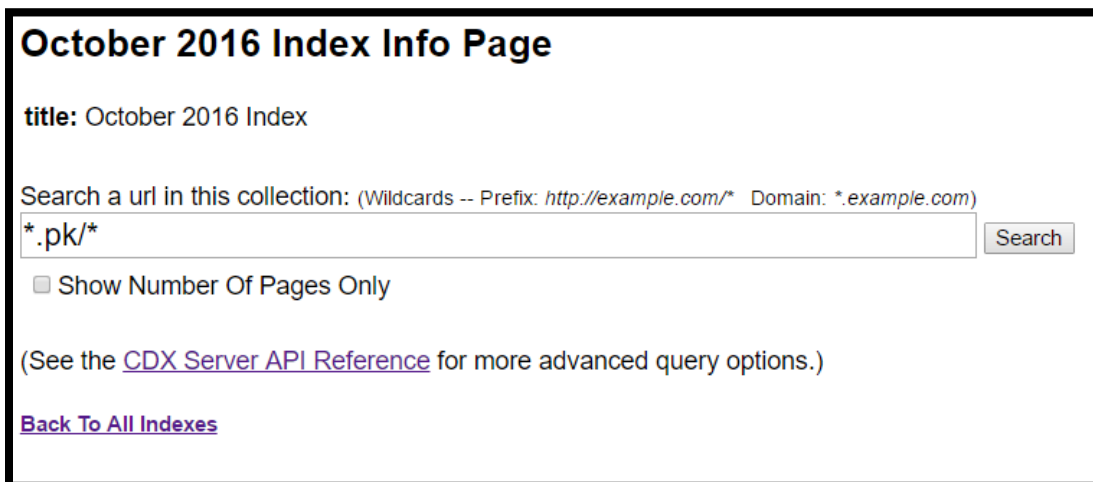 October 2016 Index Info Page
title: October 2016 Index
Search a url in this collection: (Wildcards -- Prefix: http://example.com/* Domain: *.example.com)
*.pk/* Search
Show Number Of Pages Only
(See the CDX Server API Reference for more advanced query options.)
Back To All Indexes